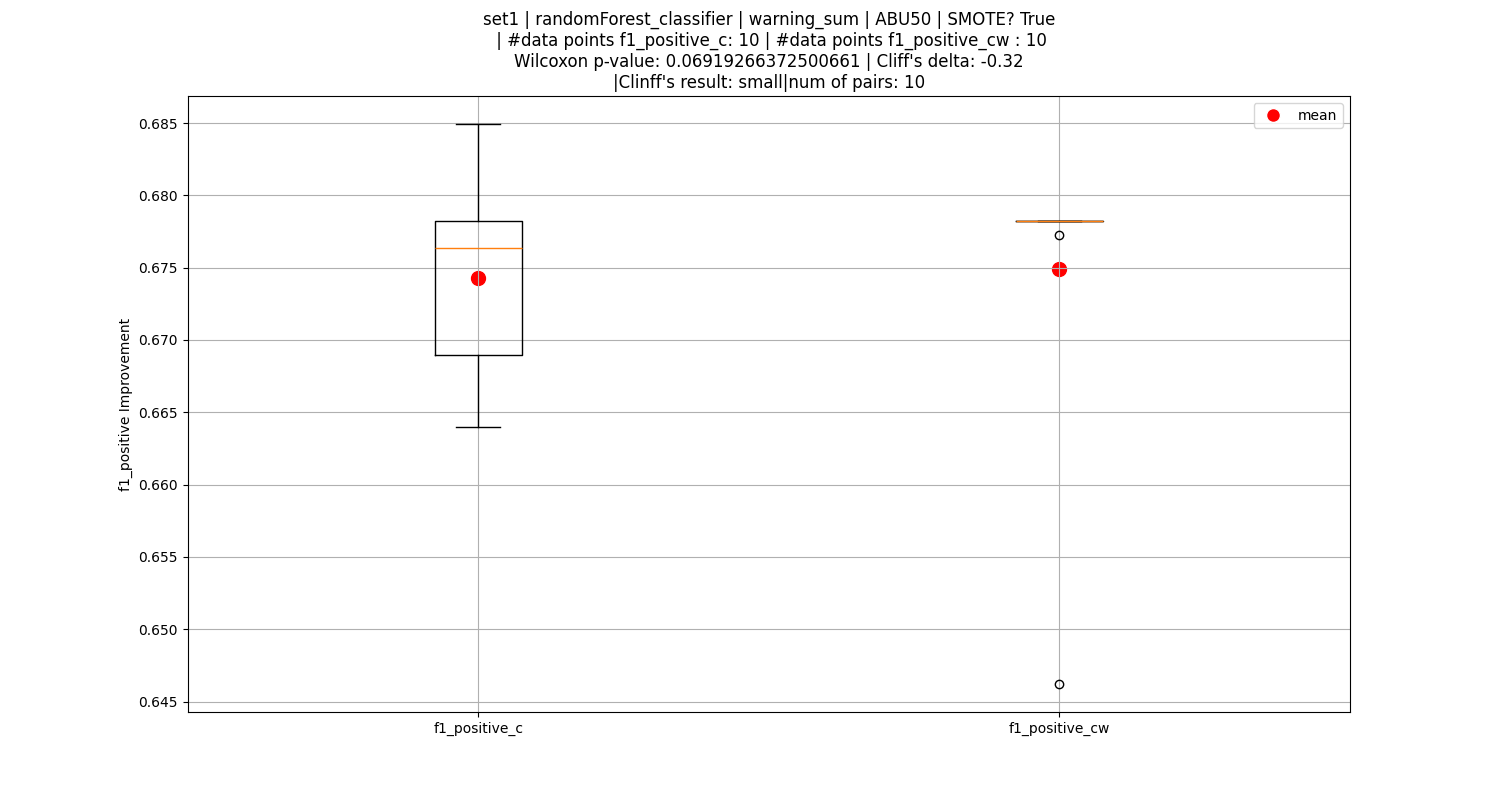 set1 | randomForest_classifier | warning_sum | ABU50 | SMOTE? True
| #data points f1_positive_c: 10 | #data points f1_positive_cw : 10
Wilcoxon p-value: 0.06919266372500661 | Cliff's delta: -0.32
|Clinff's result: small|num of pairs: 10
mean
f1_positive Improvement
0.685
0.680
0.675
0.670
0.665
0.660
0.655
0.650
0.645
f1_positive_c
f1_positive_cw